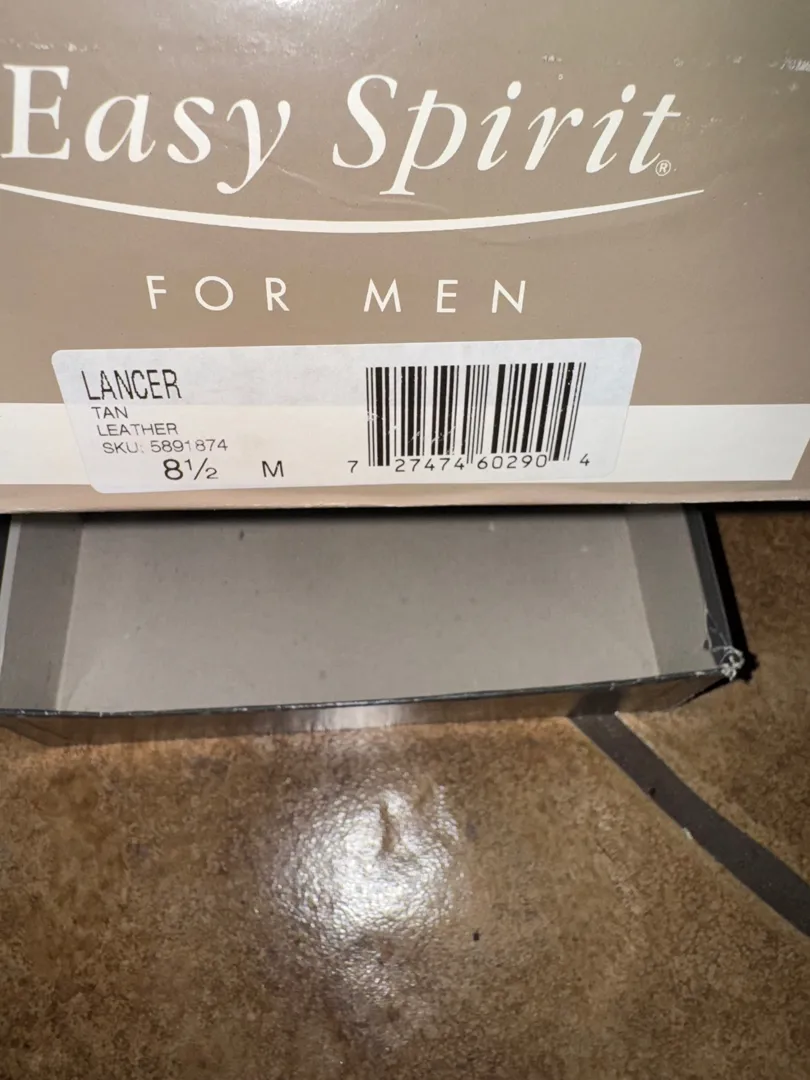 Easy Spirit®
FOR MEN
LANCER
TAN
LEATHER
SKU: 5891874
8½ M
7 27474 60290 4